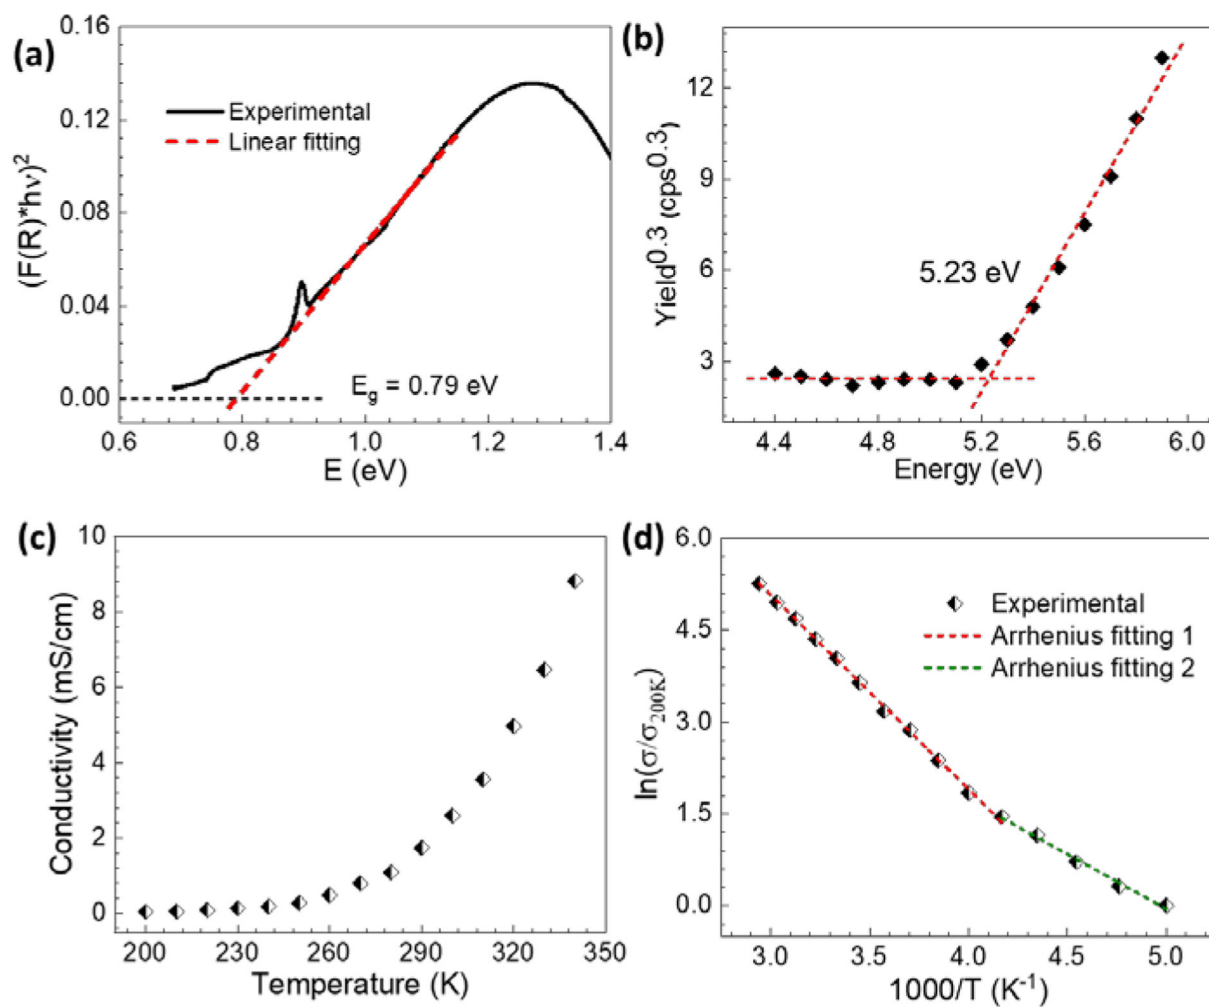 (a)
0.16
0.12
0.08
0.04
0.00
(F(R)*hν)²
Experimental
Linear fitting
E_g = 0.79 eV
0.6 0.8 1.0 1.2 1.4
E (eV)
(b)
12
9
6
3
Yield^0.3 (cps^0.3)
5.23 eV
4.4 4.8 5.2 5.6 6.0
Energy (eV)
(c)
10
8
6
4
2
0
Conductivity (mS/cm)
200 230 260 290 320 350
Temperature (K)
(d)
6.0
4.5
3.0
1.5
0.0
ln(σ/σ_200K)
Experimental
Arrhenius fitting 1
Arrhenius fitting 2
3.0 3.5 4.0 4.5 5.0
1000/T (K⁻¹)